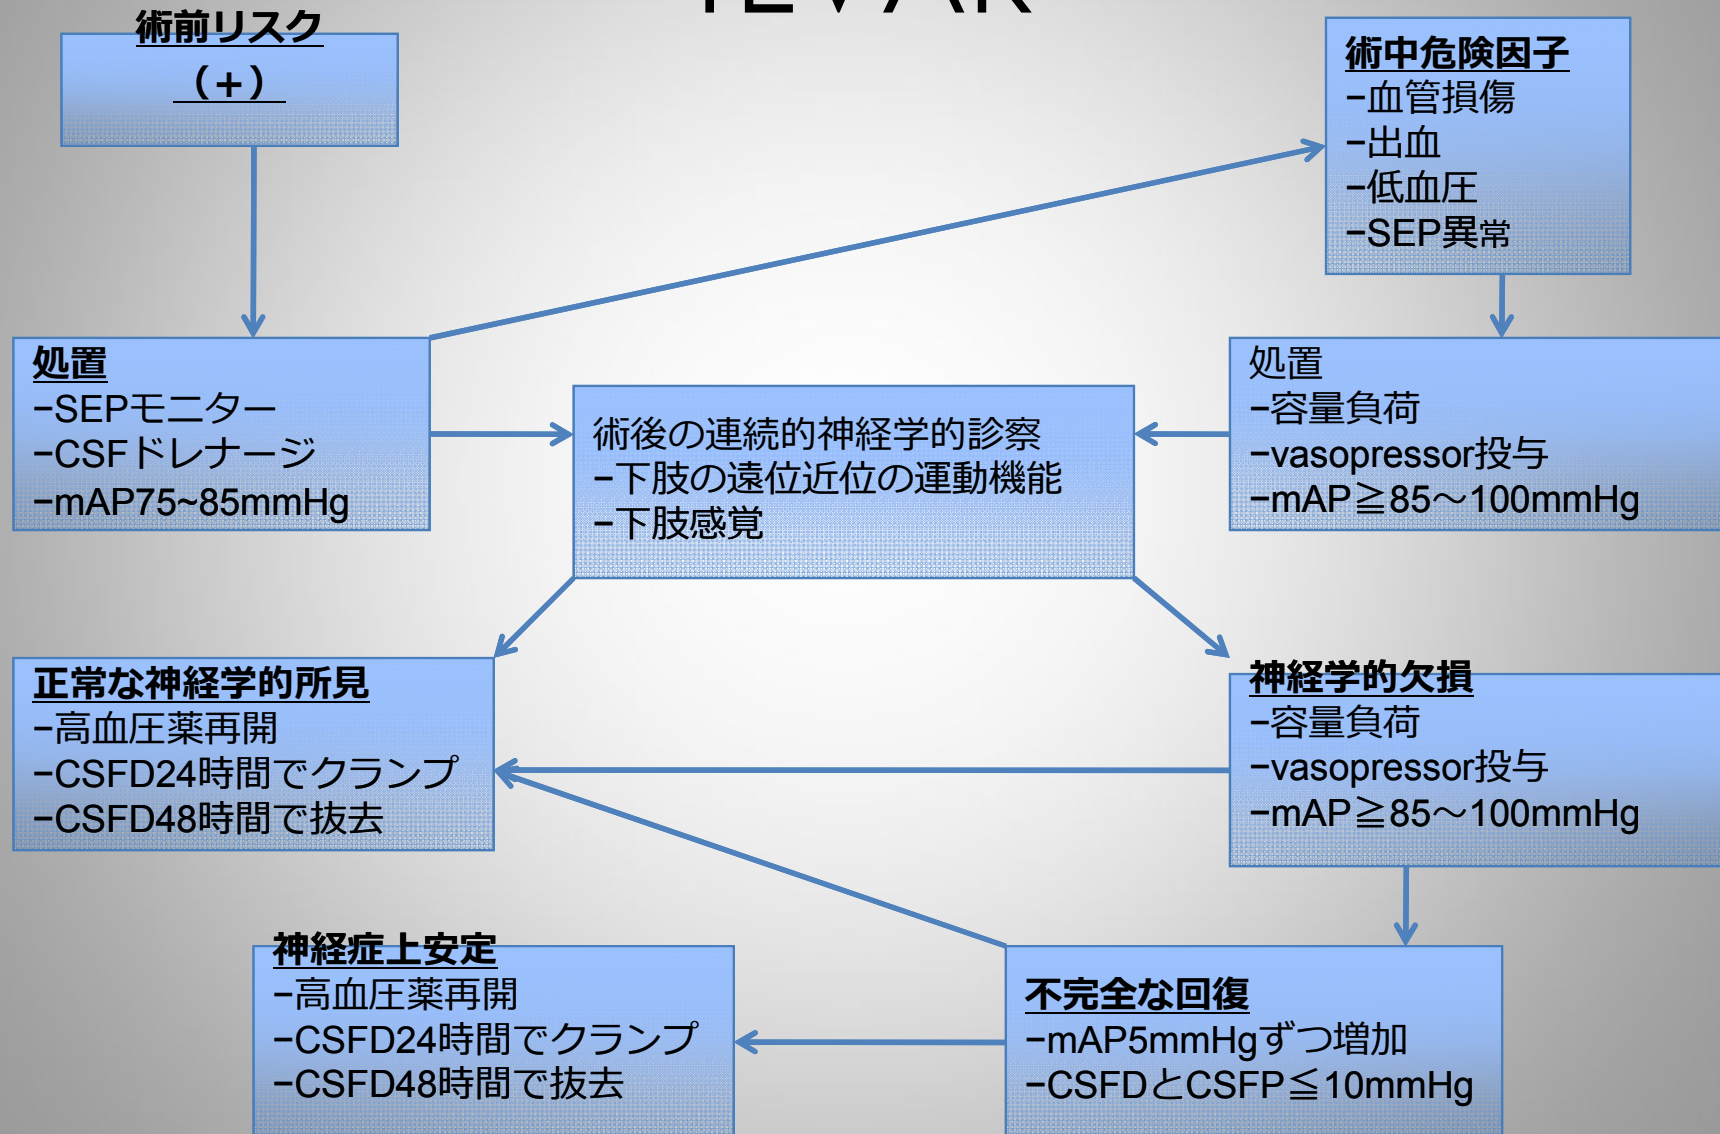 TEVAR
術前リスク
（+）
術中危険因子
−血管損傷
−出血
−低血圧
−SEP異常
処置
−SEPモニター
−CSFドレナージ
−mAP75~85mmHg
術後の連続的神経学的診察
−下肢の遠位近位の運動機能
−下肢感覚
処置
−容量負荷
−vasopressor投与
−mAP≧85～100mmHg
正常な神経学的所見
−高血圧薬再開
−CSFD24時間でクランプ
−CSFD48時間で抜去
神経学的欠損
−容量負荷
−vasopressor投与
−mAP≧85～100mmHg
神経症上安定
−高血圧薬再開
−CSFD24時間でクランプ
−CSFD48時間で抜去
不完全な回復
−mAP5mmHgずつ増加
−CSFDとCSFP≦10mmHg